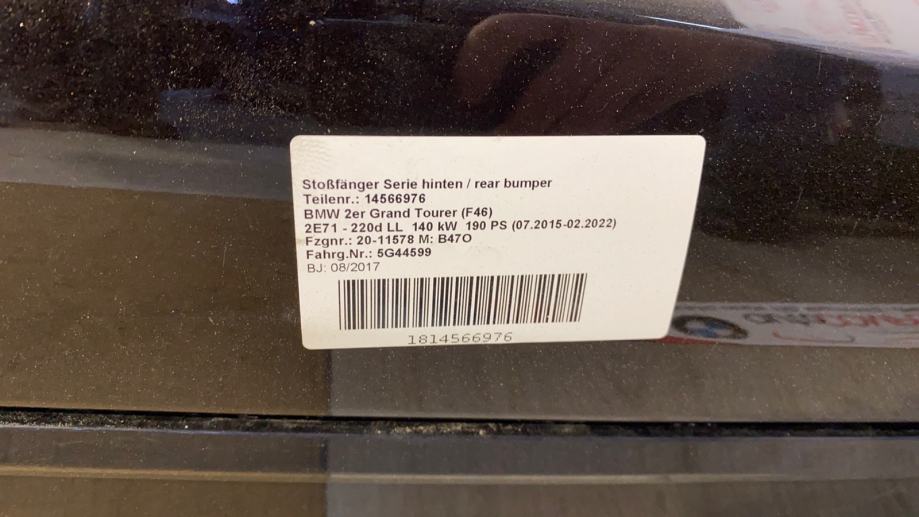 Stoßfänger Serie hinten / rear bumper
Teilenr.: 14566976
BMW 2er Grand Tourer (F46)
2E71 - 220d LL 140 kW 190 PS (07.2015-02.2022)
Fzgnr.: 20-11578 M: B47O
Fahrg.Nr.: 5G44599
BJ: 08/2017
1814566976